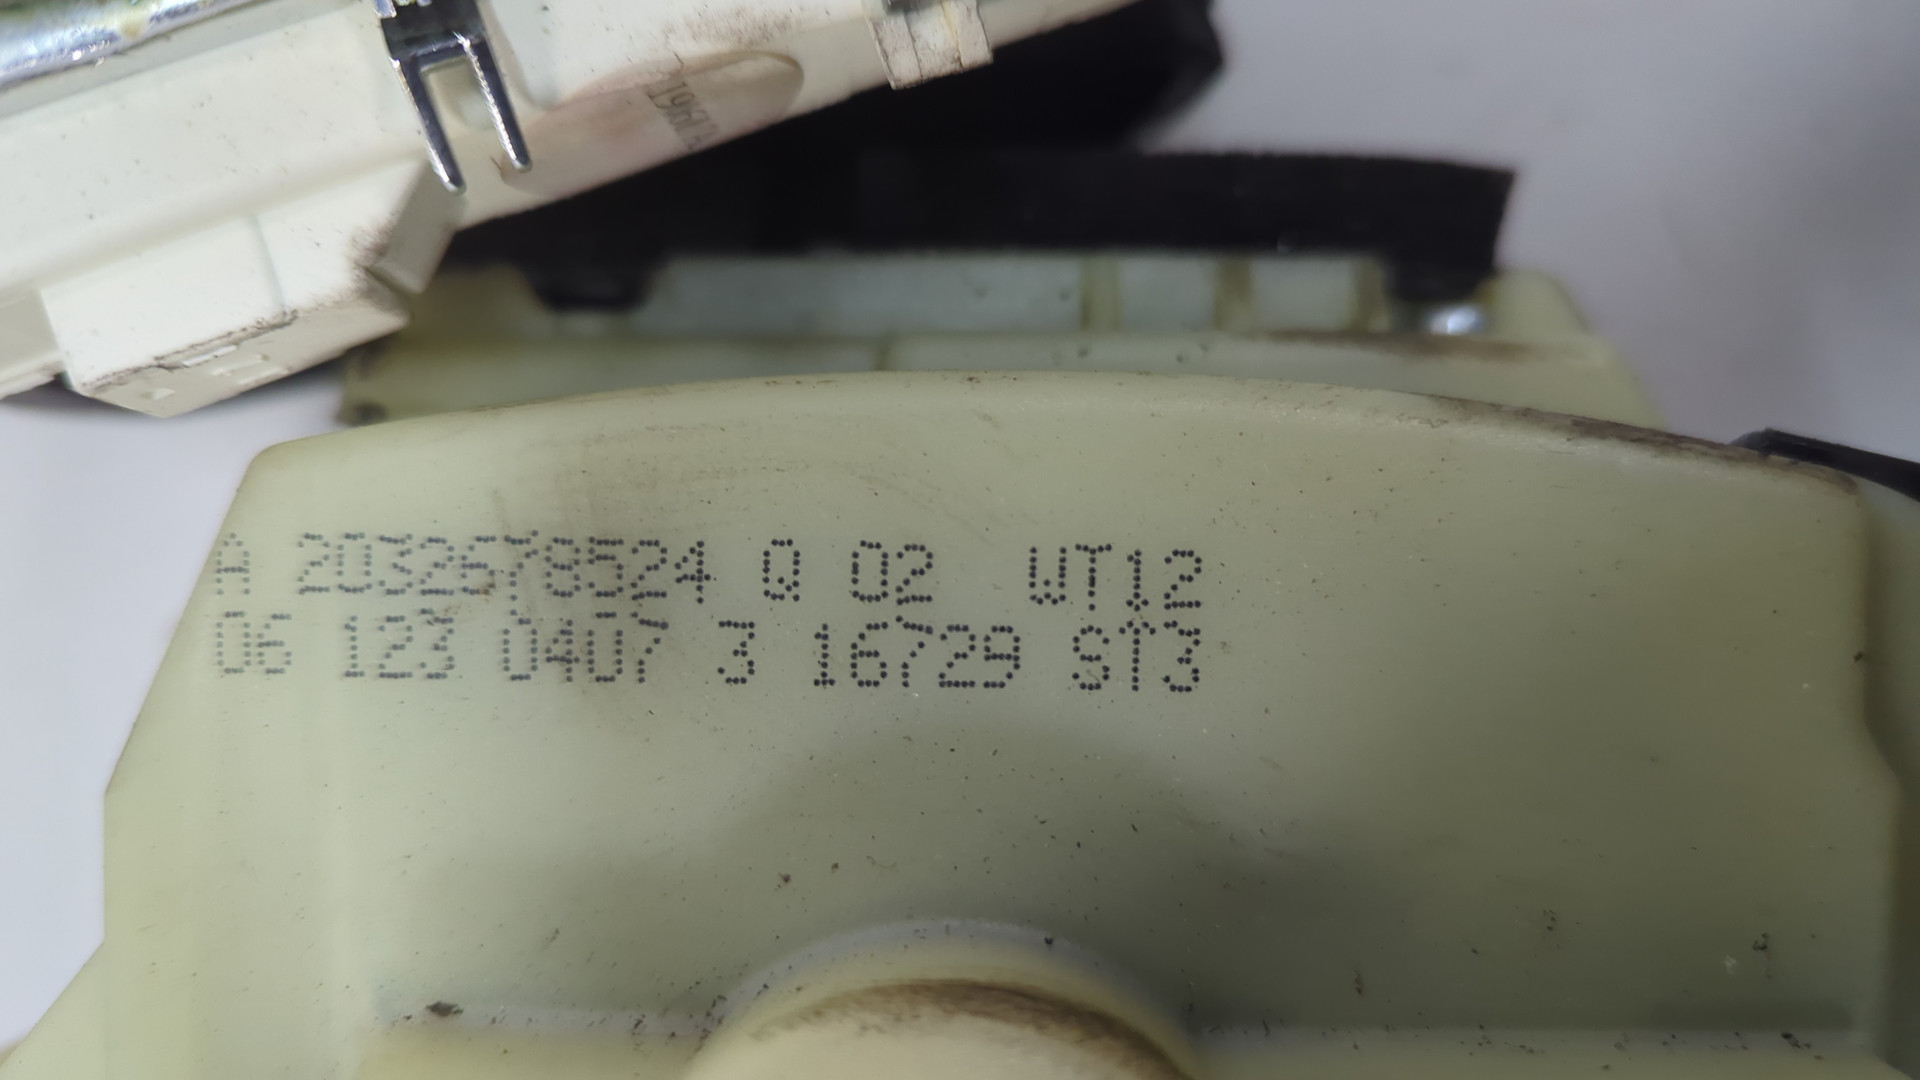 A 2032678524 Q 02 WT12
06 123 0407 3 16729 ST3